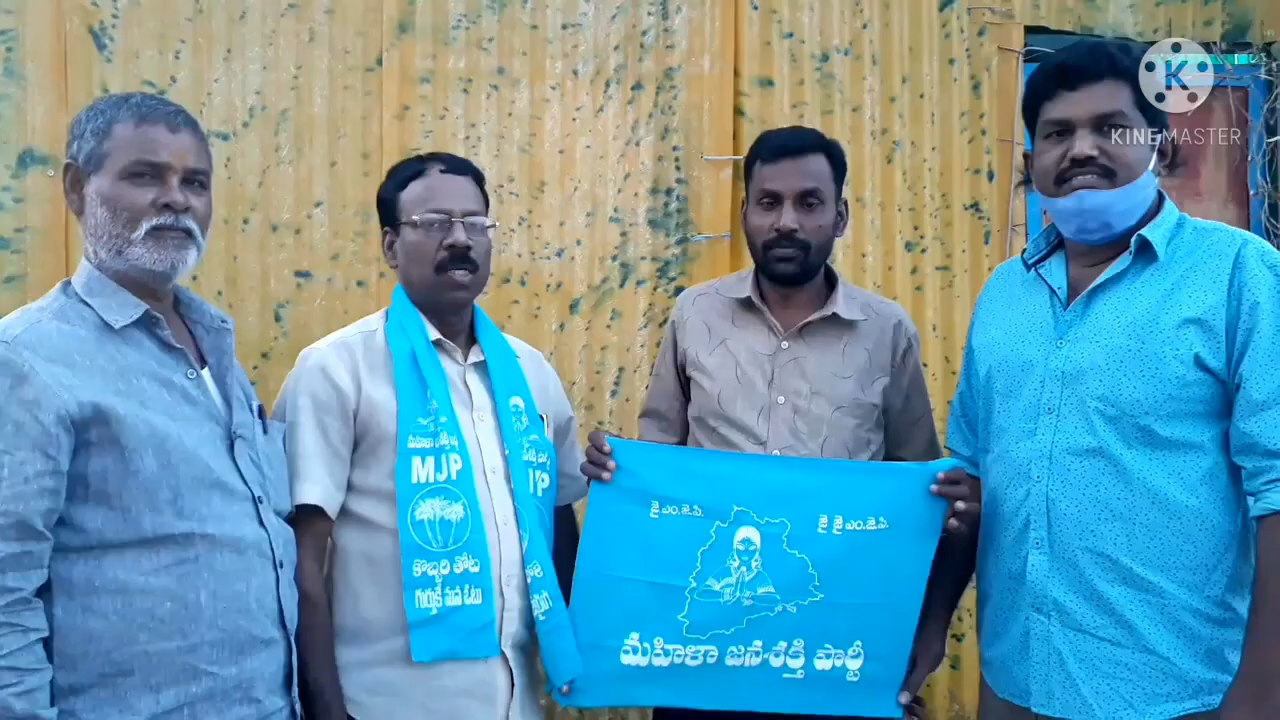 K
KINEMASTER
MJP
కొబ్బరి తోట
గుర్తుకే మన ఓటు
జై ఎం.జె.పి.
జై జై ఎం.జె.పి.
మహిళా జన-శక్తి పార్టీ